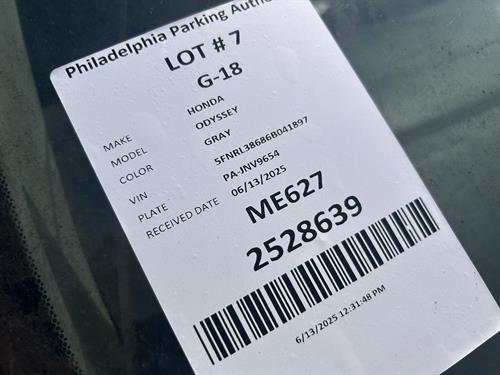 Philadelphia Parking Autho
LOT # 7
G-18
MAKE HONDA
MODEL ODYSSEY
COLOR GRAY
VIN 5FNRL38686B041897
PLATE PA-JNV9654
RECEIVED DATE 06/13/2025
ME627
2528639
6/13/2025 12:31:48 PM